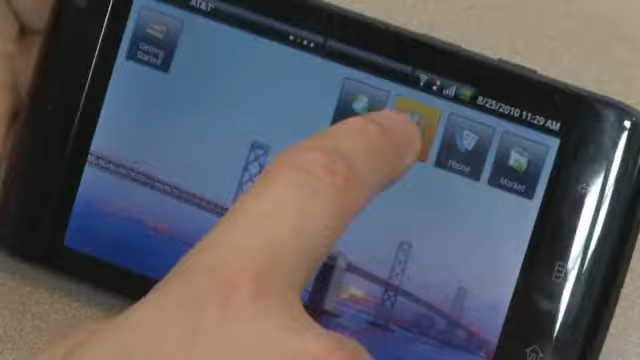 AT&T
8/25/2010 11:29 AM
Getting
Started
Phone
Market